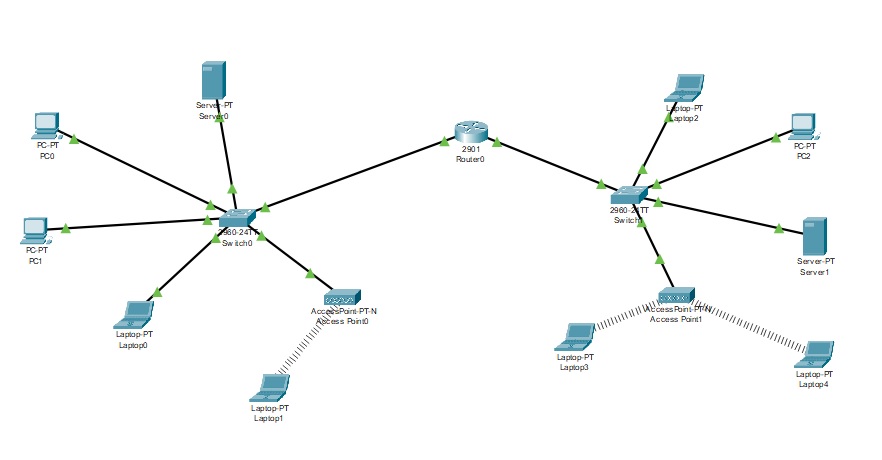 Server-PT
Server0
PC-PT
PC0
PC-PT
PC1
2960-24TT
Switch0
Laptop-PT
Laptop0
AccessPoint-PT-N
Access Point0
Laptop-PT
Laptop1
2901
Router0
Laptop-PT
Laptop2
PC-PT
PC2
2960-24TT
Server-PT
Server1
AccessPoint-PT-N
Access Point1
Laptop-PT
Laptop3
Laptop-PT
Laptop4